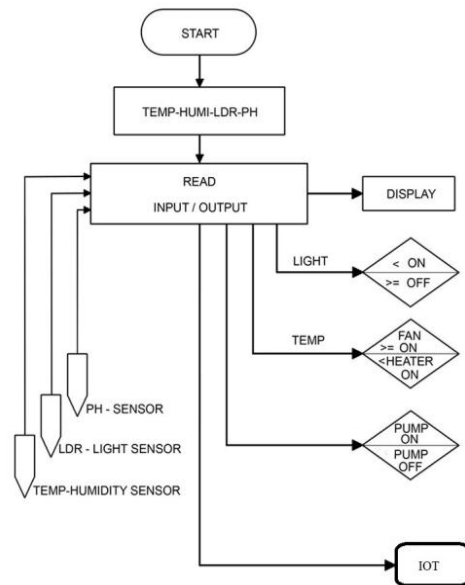 START
TEMP-HUMI-LDR-PH
READ
INPUT / OUTPUT
DISPLAY
LIGHT
< ON
>= OFF
TEMP
FAN
>= ON
<HEATER
ON
PH - SENSOR
PUMP
ON
PUMP
OFF
LDR - LIGHT SENSOR
TEMP-HUMIDITY SENSOR
IOT